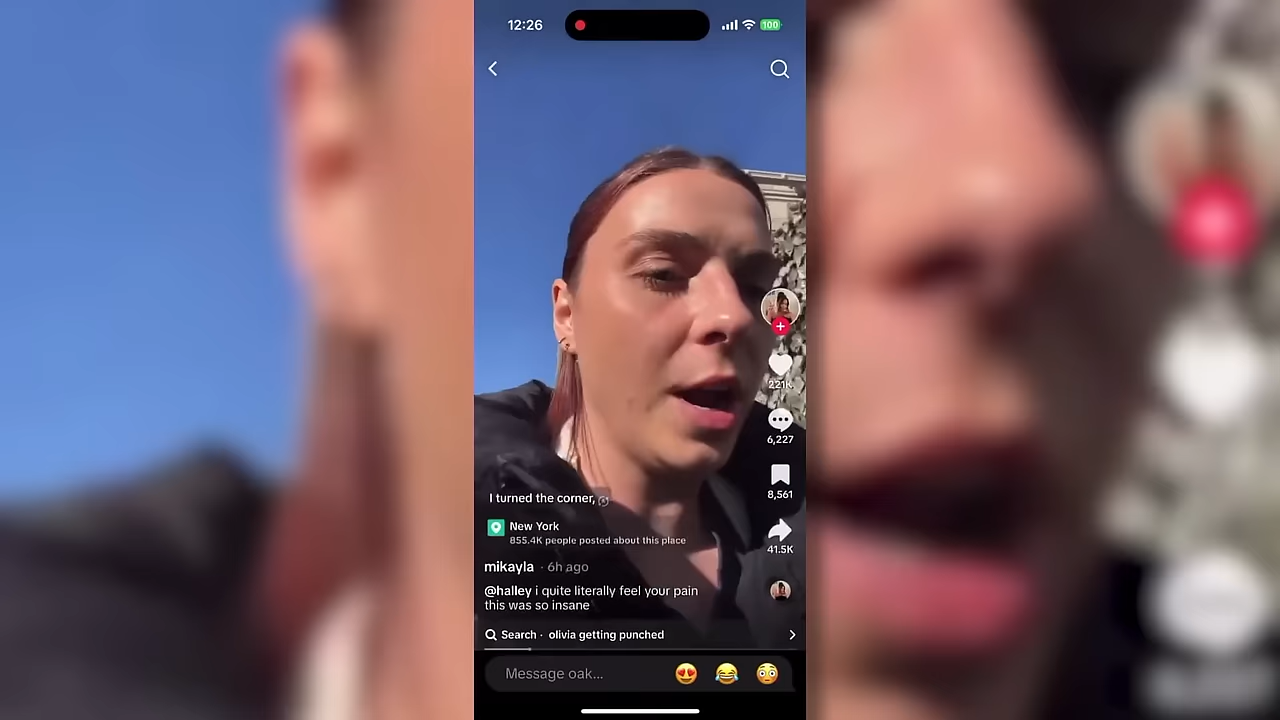 12:26
100
221K
6,227
8,561
41.5K
I turned the corner,
New York
855.4K people posted about this place
mikayla · 6h ago
@halley i quite literally feel your pain
this was so insane
Search · olivia getting punched
Message oak...